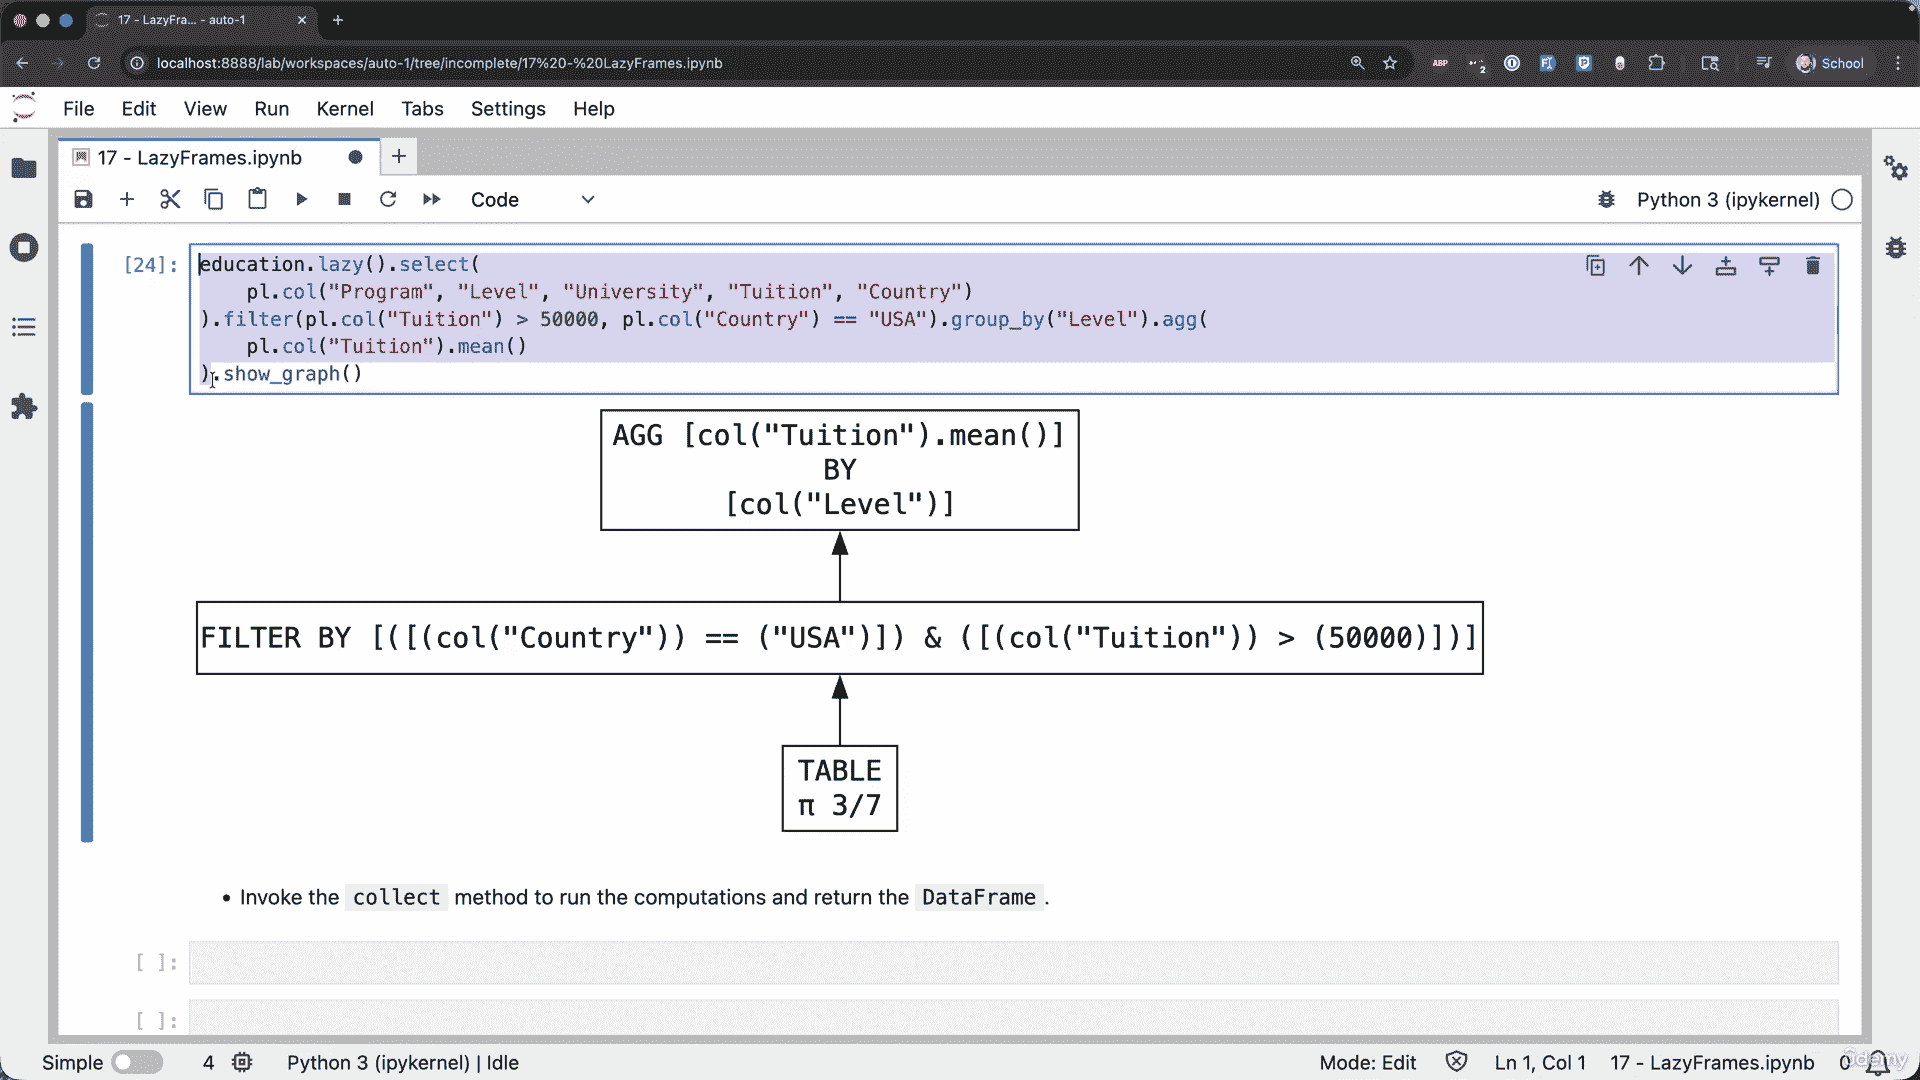 17 - LazyFra... - auto-1
localhost:8888/lab/workspaces/auto-1/tree/incomplete/17%20-%20LazyFrames.ipynb
ABP
2
School
File Edit View Run Kernel Tabs Settings Help
17 - LazyFrames.ipynb
Code
Python 3 (ipykernel)
[24]:
education.lazy().select(
pl.col("Program", "Level", "University", "Tuition", "Country")
).filter(pl.col("Tuition") > 50000, pl.col("Country") == "USA").group_by("Level").agg(
pl.col("Tuition").mean()
).show_graph()
AGG [col("Tuition").mean()]
BY
[col("Level")]
FILTER BY [([(col("Country")) == ("USA")]) & ([(col("Tuition")) > (50000)])]
TABLE
π 3/7
• Invoke the collect method to run the computations and return the DataFrame.
[ ]:
[ ]:
Simple 4 Python 3 (ipykernel) | Idle Mode: Edit Ln 1, Col 1 17 - LazyFrames.ipynb 0
udemy